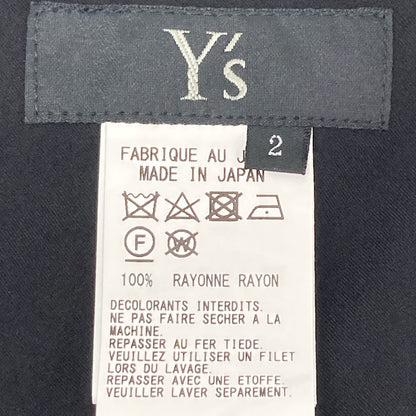 Y's
2
FABRIQUE AU J
MADE IN JAPAN
F
W
100% RAYONNE RAYON
DECOLORANTS INTERDITS.
NE PAS FAIRE SECHER A LA
MACHINE.
REPASSER AU FER TIEDE.
VEUILLEZ UTILISER UN FILET
LORS DU LAVAGE.
REPASSER AVEC UNE ETOFFE.
VEUILLER LAVER SEPAREMENT.